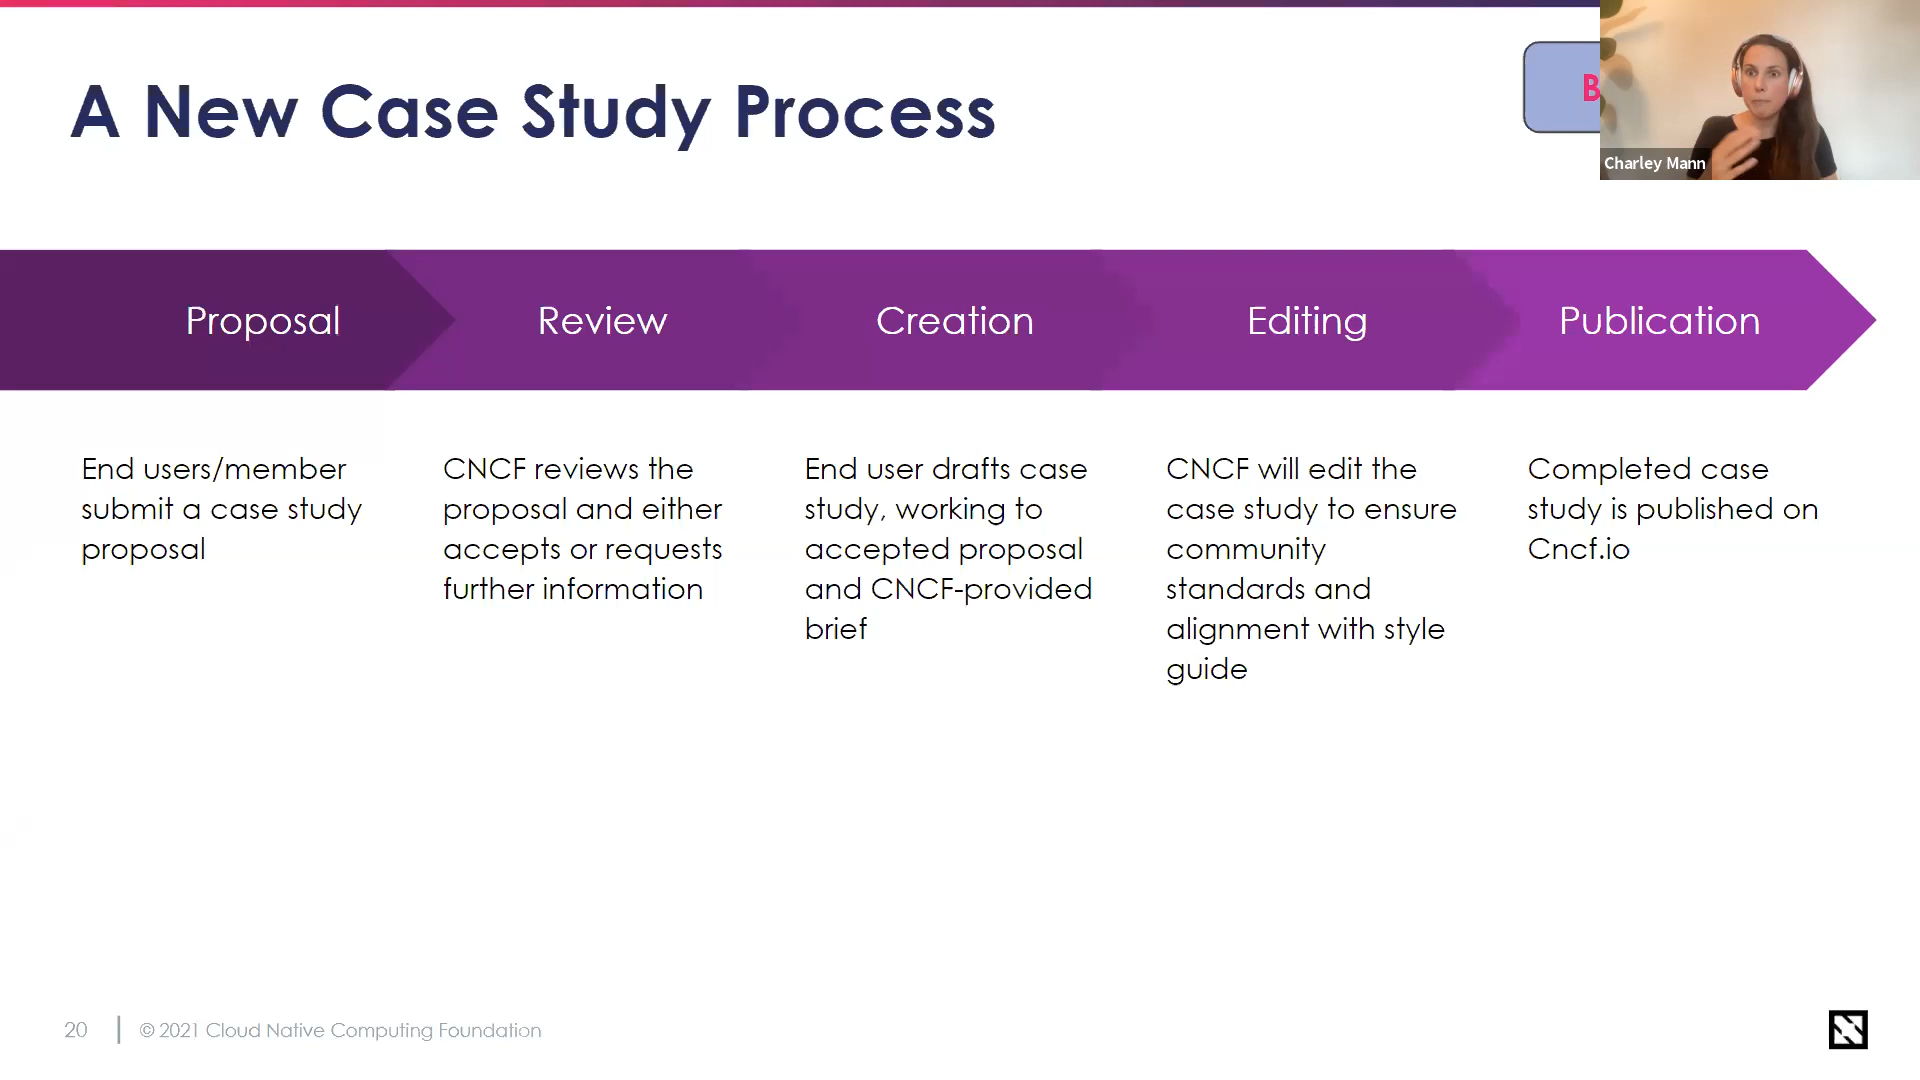 A New Case Study Process
Charley Mann
Proposal
Review
Creation
Editing
Publication
End users/member
submit a case study
proposal
CNCF reviews the
proposal and either
accepts or requests
further information
End user drafts case
study, working to
accepted proposal
and CNCF-provided
brief
CNCF will edit the
case study to ensure
community
standards and
alignment with style
guide
Completed case
study is published on
Cncf.io
20
© 2021 Cloud Native Computing Foundation